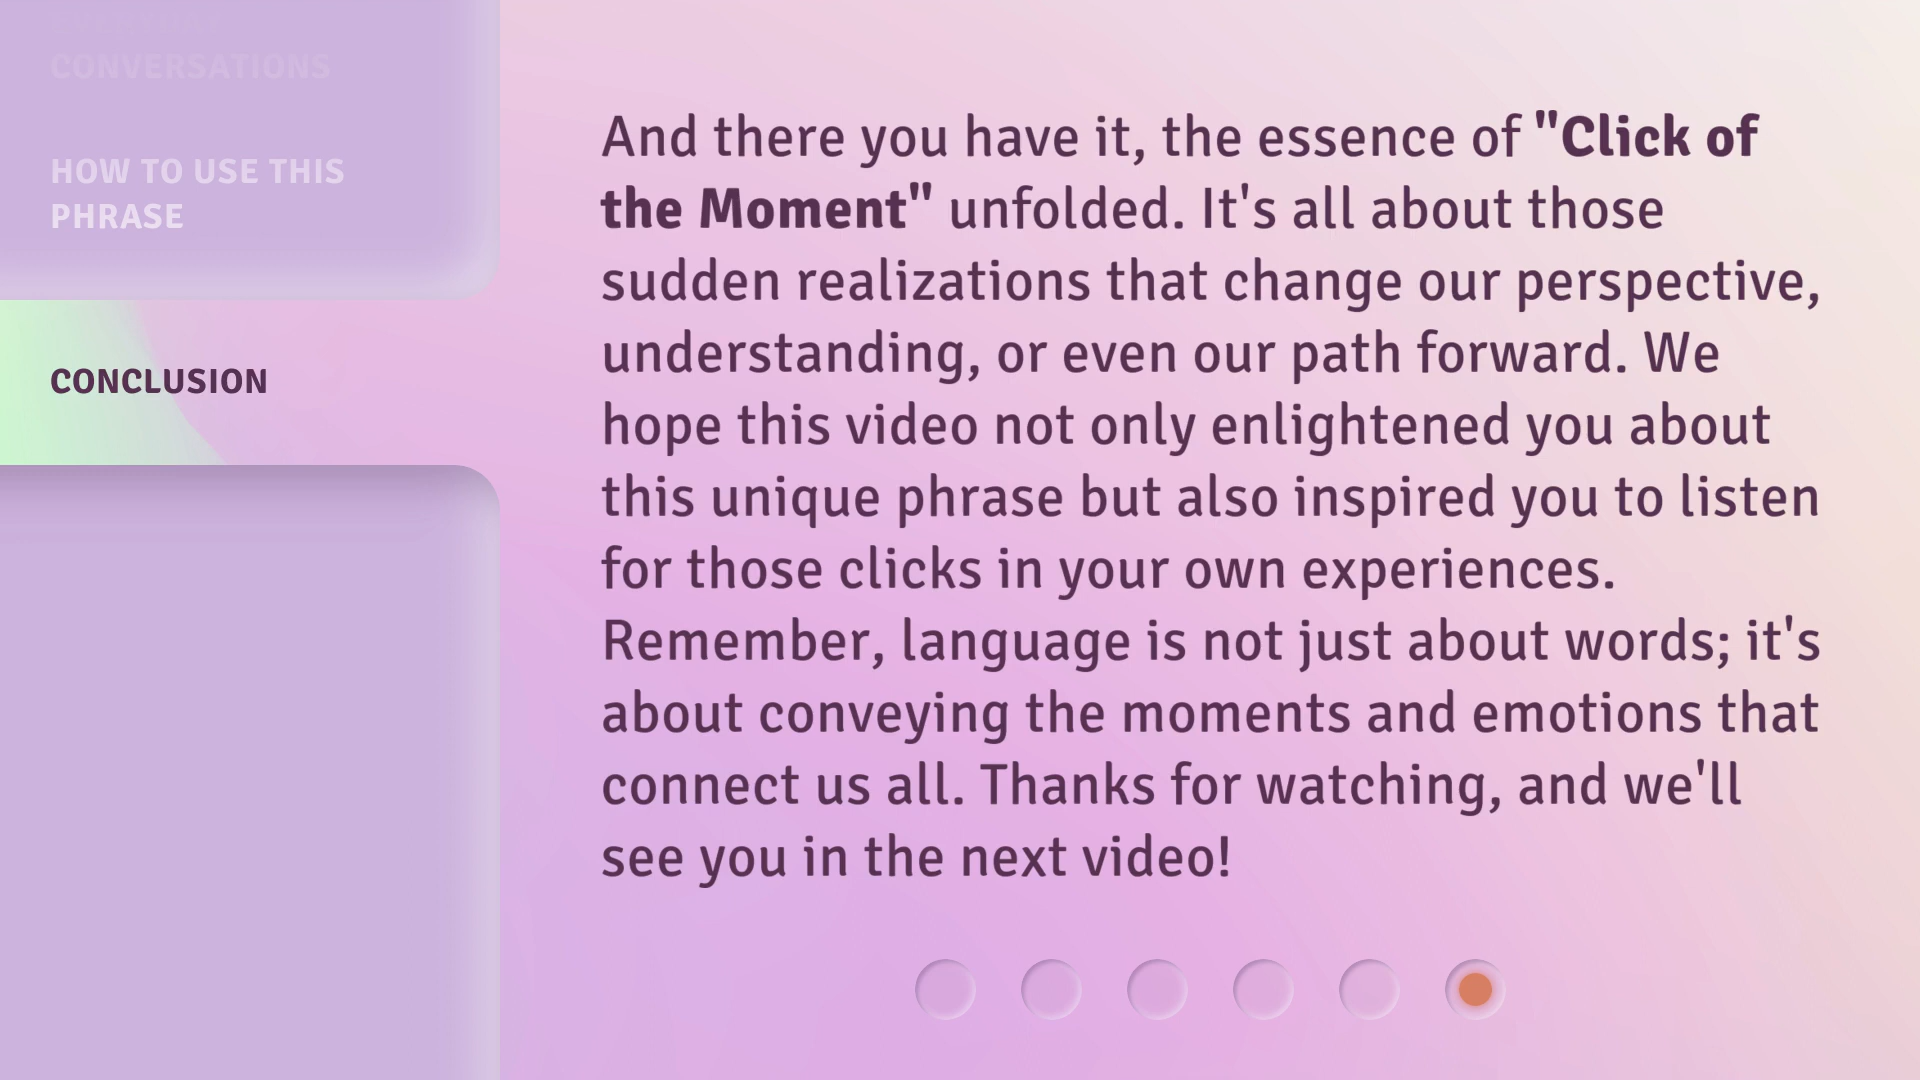 EVERYDAY
CONVERSATIONS
HOW TO USE THIS
PHRASE
CONCLUSION
And there you have it, the essence of "Click of
the Moment" unfolded. It's all about those
sudden realizations that change our perspective,
understanding, or even our path forward. We
hope this video not only enlightened you about
this unique phrase but also inspired you to listen
for those clicks in your own experiences.
Remember, language is not just about words; it's
about conveying the moments and emotions that
connect us all. Thanks for watching, and we'll
see you in the next video!